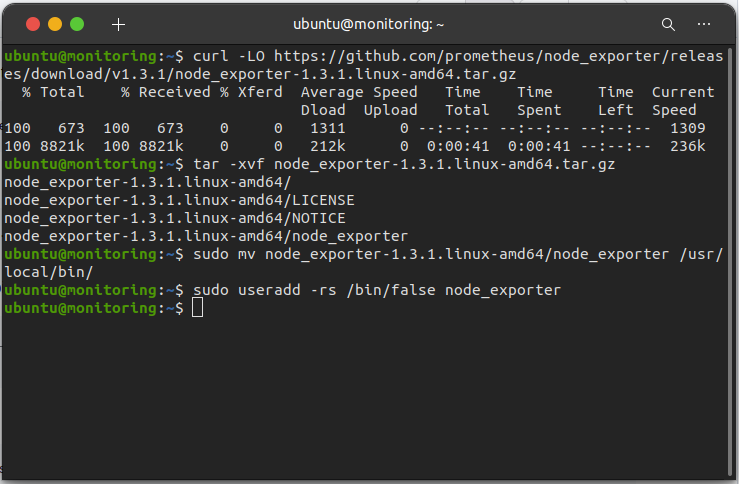 ubuntu@monitoring: ~
ubuntu@monitoring:~$ curl -LO https://github.com/prometheus/node_exporter/releas
es/download/v1.3.1/node_exporter-1.3.1.linux-amd64.tar.gz
  % Total    % Received % Xferd  Average Speed   Time    Time     Time  Current
                                 Dload  Upload   Total   Spent    Left  Speed
100   673  100   673    0     0   1311      0 --:--:-- --:--:-- --:--:--  1309
100 8821k  100 8821k    0     0   212k      0  0:00:41  0:00:41 --:--:--  236k
ubuntu@monitoring:~$ tar -xvf node_exporter-1.3.1.linux-amd64.tar.gz
node_exporter-1.3.1.linux-amd64/
node_exporter-1.3.1.linux-amd64/LICENSE
node_exporter-1.3.1.linux-amd64/NOTICE
node_exporter-1.3.1.linux-amd64/node_exporter
ubuntu@monitoring:~$ sudo mv node_exporter-1.3.1.linux-amd64/node_exporter /usr/
local/bin/
ubuntu@monitoring:~$ sudo useradd -rs /bin/false node_exporter
ubuntu@monitoring:~$